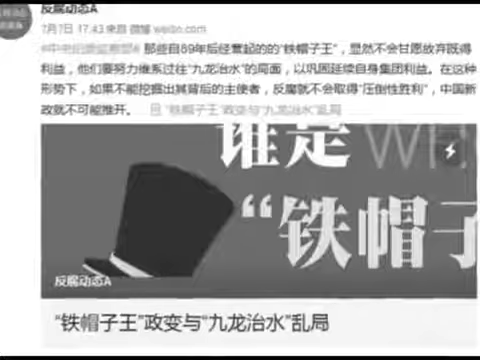 反腐动态A
7月7日 17:43 来自 微博 weibo.com
那些自89年后经营起的的“铁帽子王”，显然不会甘愿放弃既得
利益，他们要努力维系过往“九龙治水”的局面，以巩固延续自身集团利益。在这种
形势下，如果不能挖掘出其背后的主使者，反腐就不会取得“压倒性胜利”，中国新
政就不可能推开。 “铁帽子王”政变与“九龙治水”乱局
谁是 WH
“铁帽子
反腐动态A
“铁帽子王”政变与“九龙治水”乱局